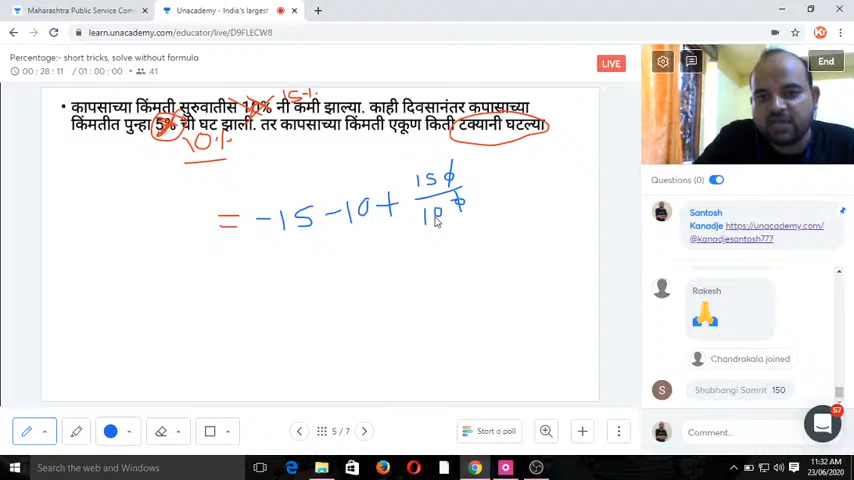 Maharashtra Public Service Com
Unacademy - India's largest
learn.unacademy.com/educator/live/D9FLECW8
Percentage:- short tricks, solve without formula
00 : 28 : 11 / 01 : 00 : 00 • 41
LIVE
End
• कापसाच्या किंमती सुरुवातीस 10% नी कमी झाल्या. काही दिवसानंतर कपासाच्या
15%
किंमतीत पुन्हा 5% ची घट झाली. तर कापसाच्या किंमती एकूण किती टक्यानी घटल्या
10%
= -15 -10 + 150/100
Questions (0)
Santosh
Kanadje https://unacademy.com/
@kanadjesantosh777
Rakesh
🙏
Chandrakala joined
S
Shubhangi Samrit 150
57
5 / 7
Start a poll
Comment...
Search the web and Windows
11:32 AM
23/06/2020